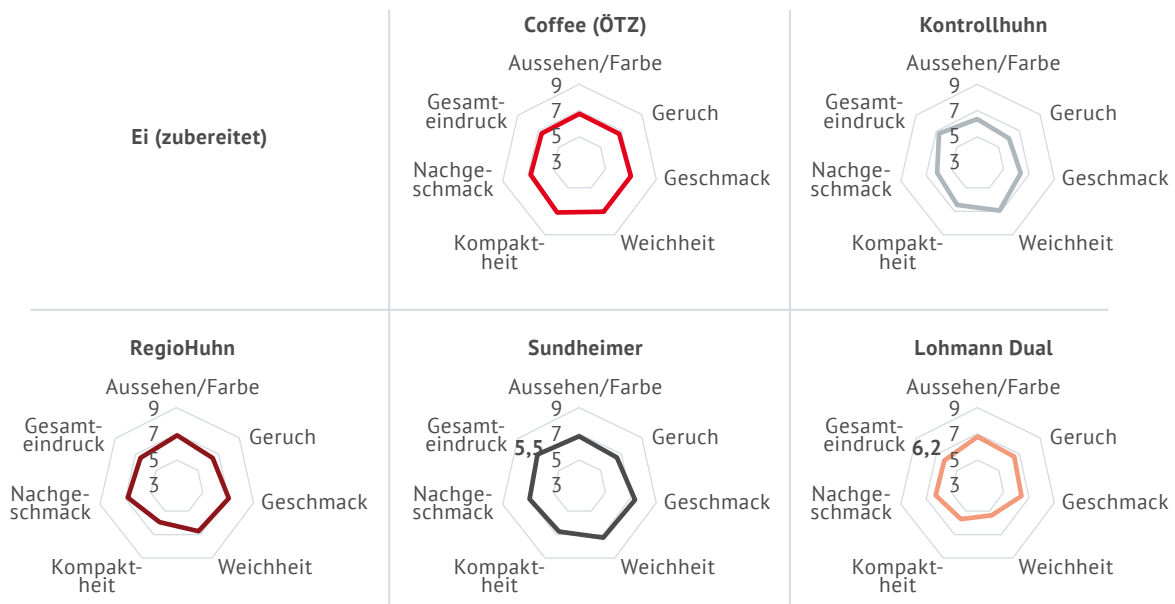 Ei (zubereitet)
Coffee (ÖTZ)
Aussehen/Farbe
9
7
5
3
Geruch
Geschmack
Weichheit
Kompakt-
heit
Nachge-
schmack
Gesamt-
eindruck
Kontrollhuhn
Aussehen/Farbe
9
7
5
3
Geruch
Geschmack
Weichheit
Kompakt-
heit
Nachge-
schmack
Gesamt-
eindruck
RegioHuhn
Aussehen/Farbe
9
7
5
3
Geruch
Geschmack
Weichheit
Kompakt-
heit
Nachge-
schmack
Gesamt-
eindruck
Sundheimer
Aussehen/Farbe
9
7
5
3
Geruch
Geschmack
Weichheit
Kompakt-
heit
Nachge-
schmack
Gesamt-
eindruck
5,5
Lohmann Dual
Aussehen/Farbe
9
7
5
3
Geruch
Geschmack
Weichheit
Kompakt-
heit
Nachge-
schmack
Gesamt-
eindruck
6,2